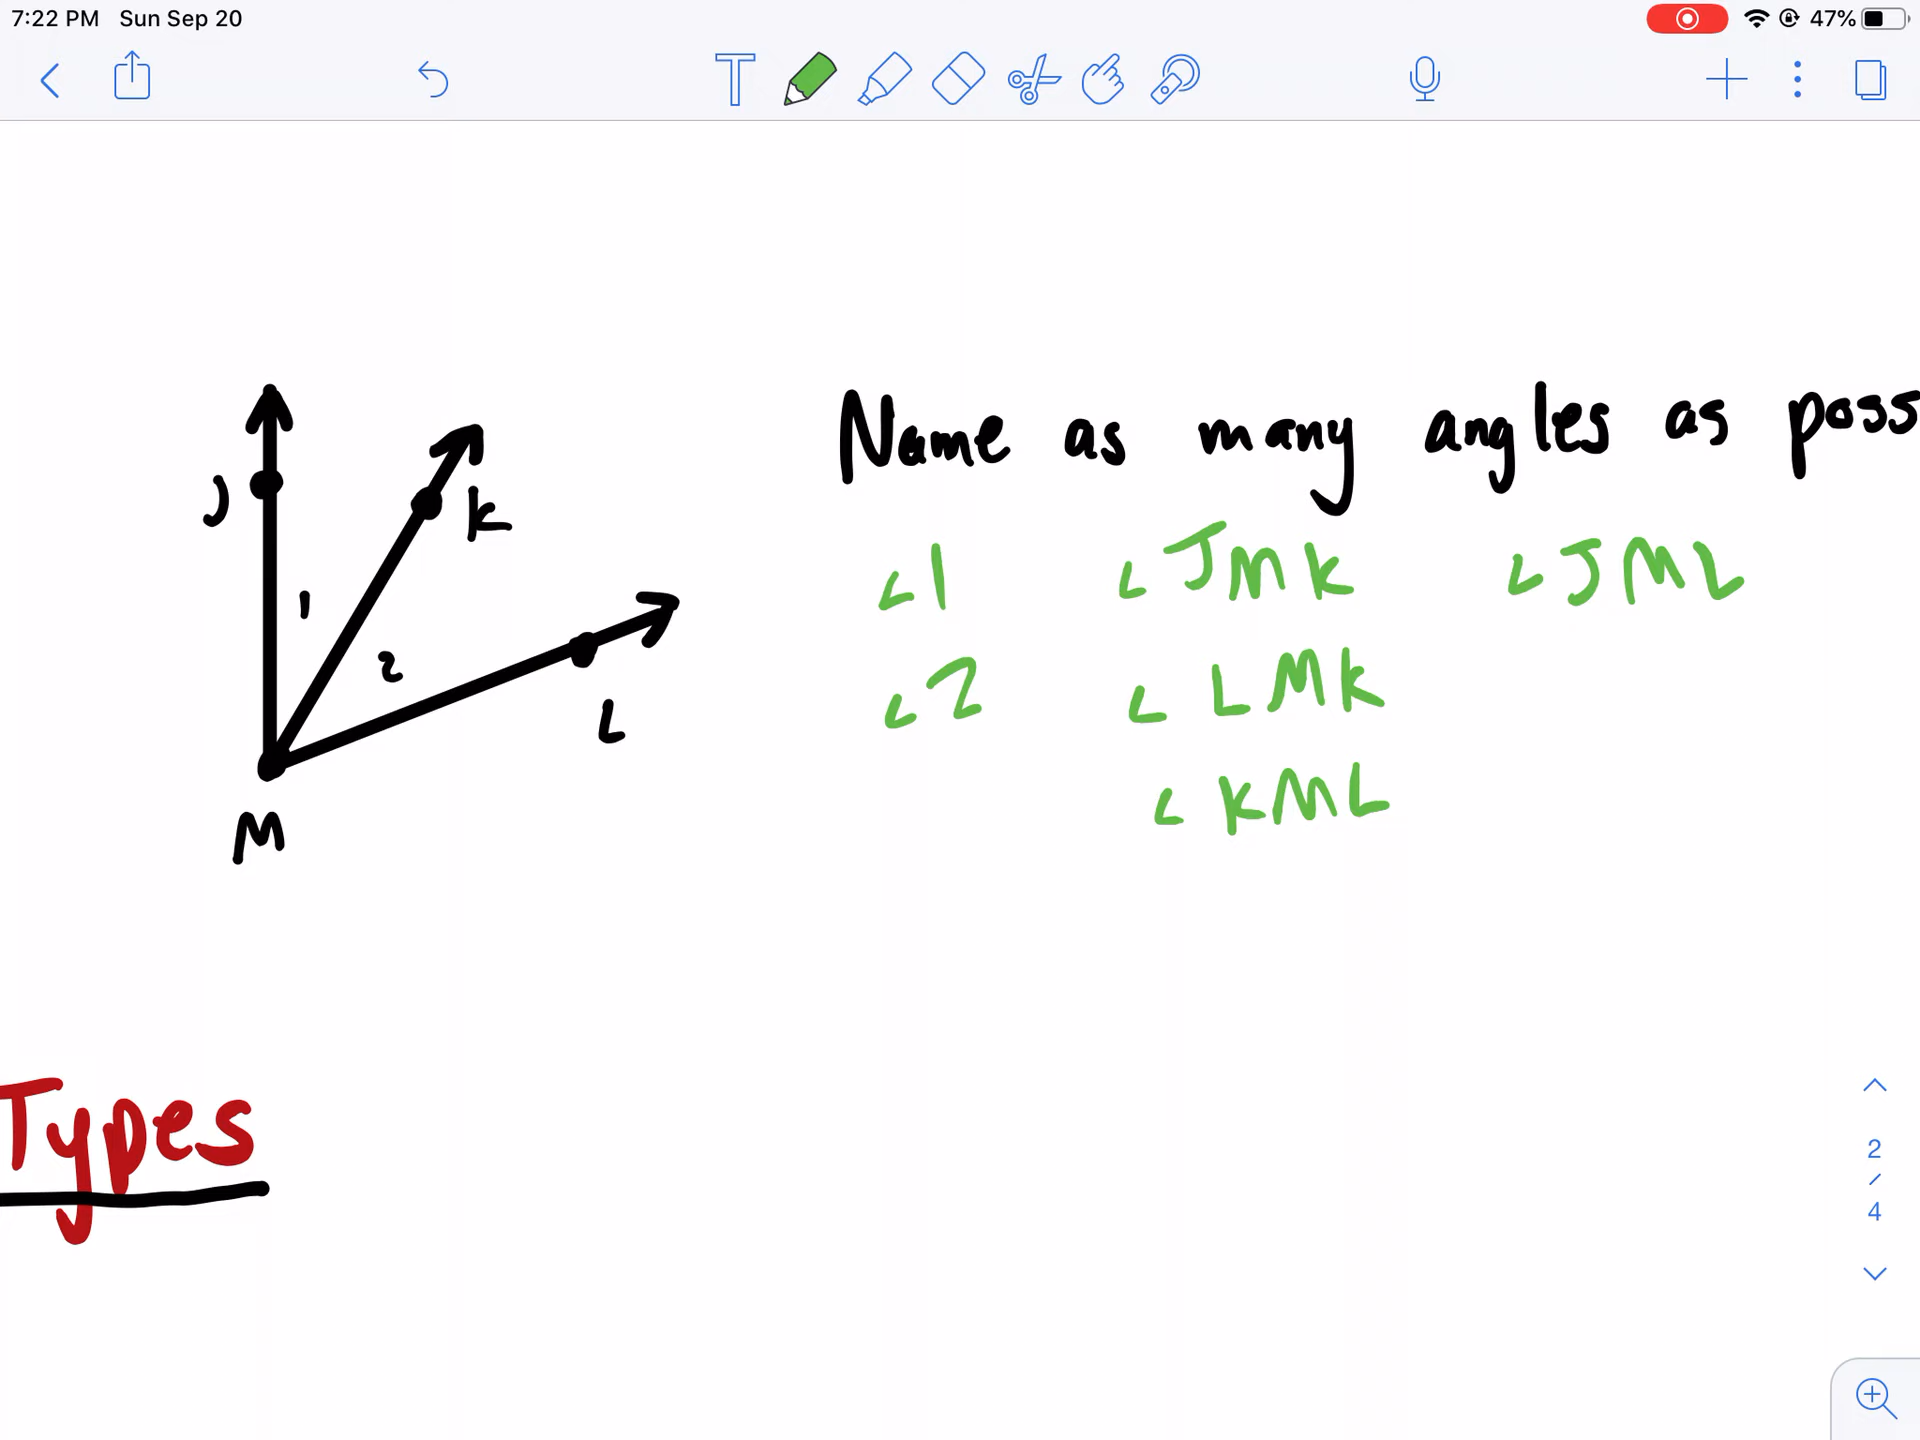 7:22 PM Sun Sep 20 47%
T
Name as many angles as poss
J
K
1
2
L
M
∠1 ∠JMK ∠JML
∠2 ∠LMK
∠KML
Types
2
/
4